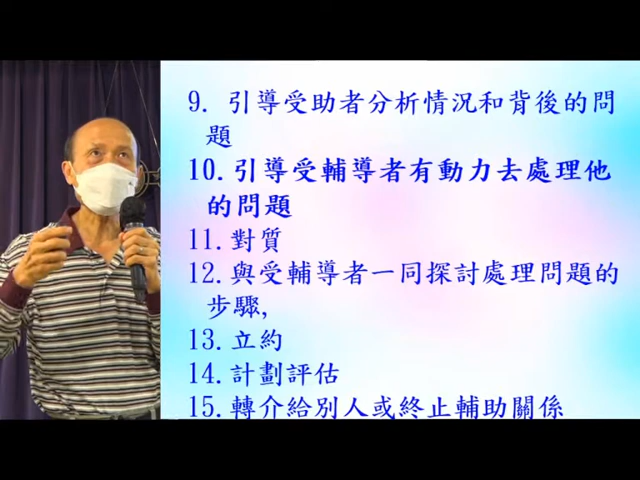 9. 引導受助者分析情況和背後的問
題
10.引導受輔導者有動力去處理他
的問題
11.對質
12.與受輔導者一同探討處理問題的
步驟,
13.立約
14.計劃評估
15.轉介給別人或終止輔助關係